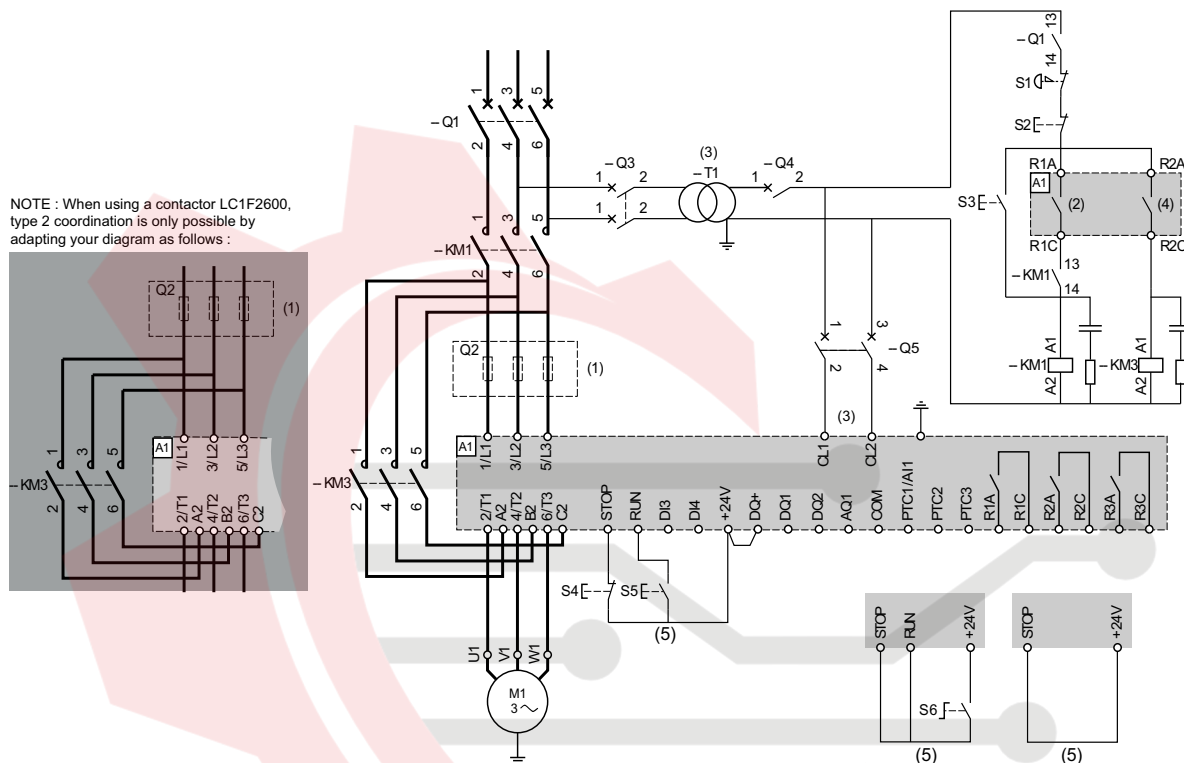 NOTE : When using a contactor LC1F2600,
type 2 coordination is only possible by
adapting your diagram as follows :
Q2
(1)
1 3 5
– KM3
2 4 6
A1
1/L1 3/L2 5/L3
2/T1 A2 4/T2 B2 6/T3 C2
1 3 5
– Q1
2 4 6
– Q3
1 2
1 2
(3)
– T1
– Q4
1 2
1 3 5
– KM1
2 4 6
Q2
(1)
1 3 5
– KM3
2 4 6
1 3
– Q5
2 4
(3)
13
– Q1
14
S1
S2
R1A R2A
A1
S3
(2) (4)
R1C R2C
13
– KM1
14
A1 A1
– KM1 – KM3
A2 A2
A1
1/L1 3/L2 5/L3 CL1 CL2
2/T1 A2 4/T2 B2 6/T3 C2 STOP RUN DI3 DI4 +24V DQ+ DQ1 DQ2 AQ1 COM PTC1/AI1 PTC2 PTC3 R1A R1C R2A R2C R3A R3C
S4 S5
(5)
U1 V1 W1
M1
3
STOP RUN +24V
S6
(5)
STOP +24V
(5)